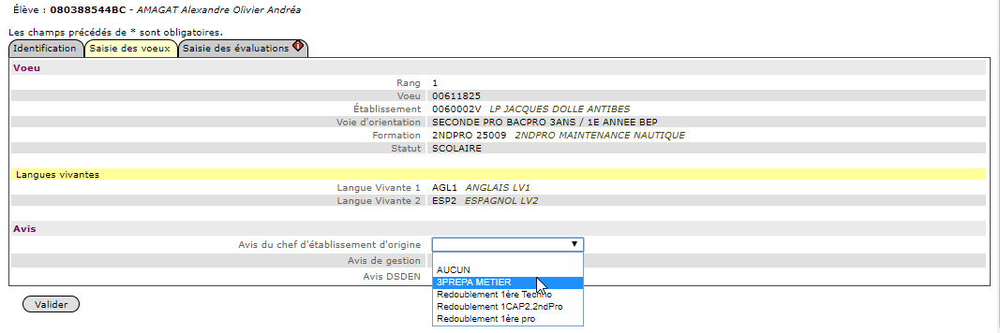 Élève : 080388544BC - AMAGAT Alexandre Olivier Andréa
Les champs précédés de * sont obligatoires.
Identification Saisie des voeux Saisie des évaluations
Voeu
Rang 1
Voeu 00611825
Établissement 0060002V LP JACQUES DOLLE ANTIBES
Voie d'orientation SECONDE PRO BACPRO 3ANS / 1E ANNEE BEP
Formation 2NDPRO 25009 2NDPRO MAINTENANCE NAUTIQUE
Statut SCOLAIRE
Langues vivantes
Langue Vivante 1 AGL1 ANGLAIS LV1
Langue Vivante 2 ESP2 ESPAGNOL LV2
Avis
Avis du chef d'établissement d'origine
Avis de gestion
Avis DSDEN
AUCUN
3PREPA METIER
Redoublement 1ère Techno
Redoublement 1CAP2,2ndPro
Redoublement 1ère pro
Valider